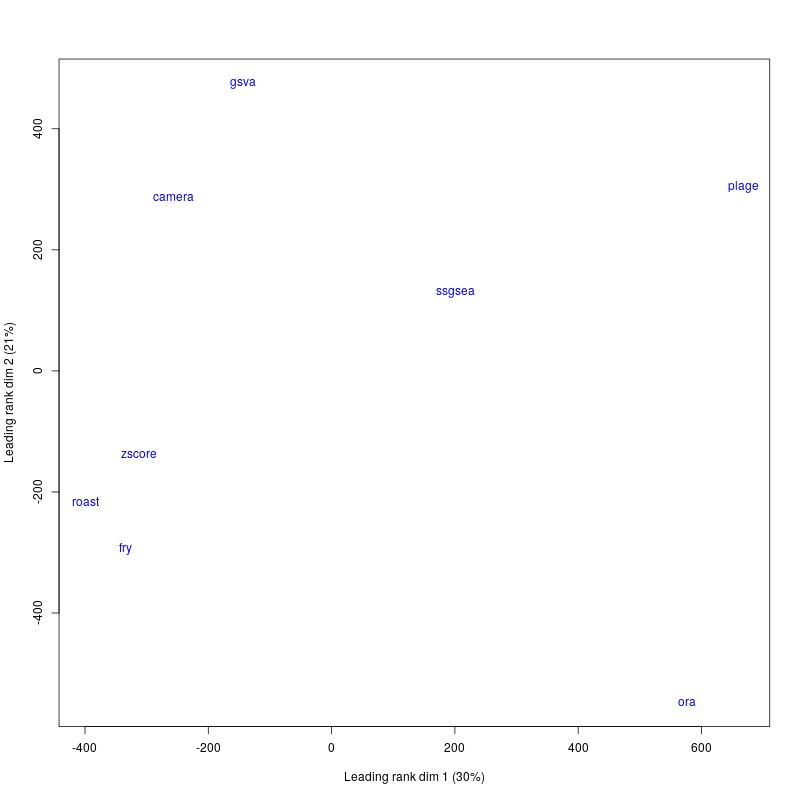 gsva
plage
camera
ssgsea
zscore
roast
fry
ora
400
200
0
-200
-400
Leading rank dim 2 (21%)
-400
-200
0
200
400
600
Leading rank dim 1 (30%)